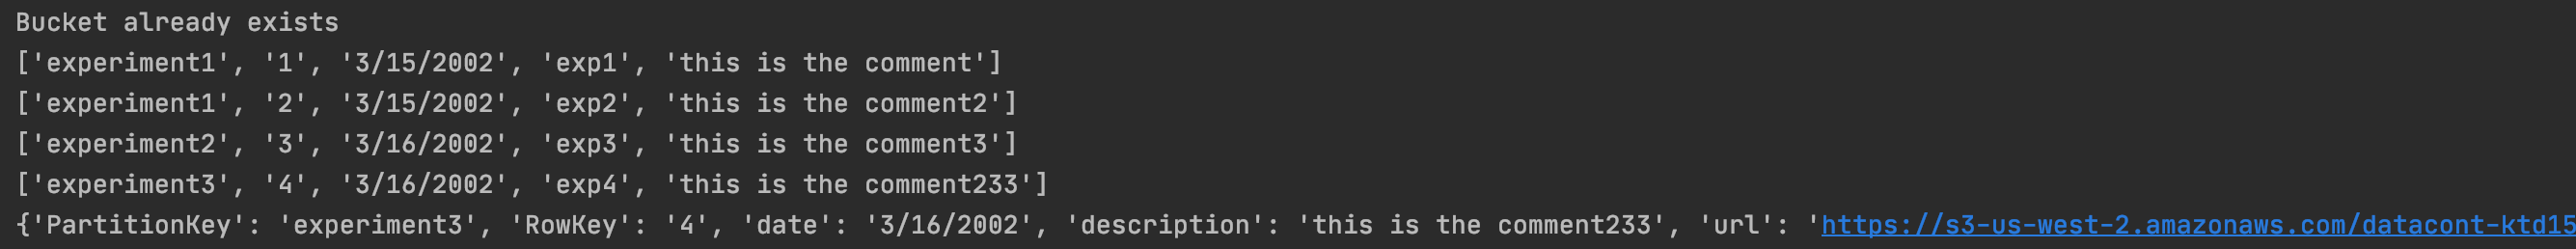 Bucket already exists
['experiment1', '1', '3/15/2002', 'exp1', 'this is the comment']
['experiment1', '2', '3/15/2002', 'exp2', 'this is the comment2']
['experiment2', '3', '3/16/2002', 'exp3', 'this is the comment3']
['experiment3', '4', '3/16/2002', 'exp4', 'this is the comment233']
{'PartitionKey': 'experiment3', 'RowKey': '4', 'date': '3/16/2002', 'description': 'this is the comment233', 'url': 'https://s3-us-west-2.amazonaws.com/datacont-ktd15